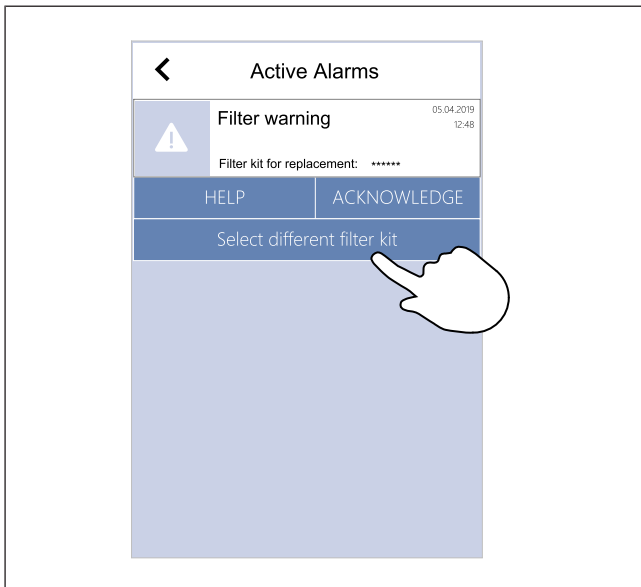 Active Alarms
Filter warning
05.04.2019
12:48
Filter kit for replacement: ******
HELP
ACKNOWLEDGE
Select different filter kit